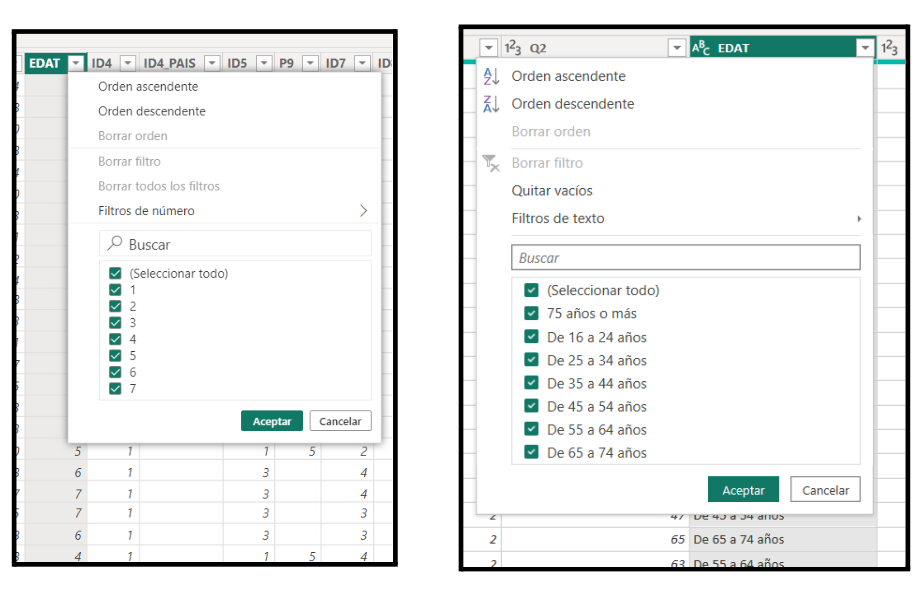 EDAT ID4 ID4_PAIS ID5 P9 ID7
Orden ascendente
Orden descendente
Borrar orden
Borrar filtro
Borrar todos los filtros
Filtros de número
Buscar
(Seleccionar todo)
1
2
3
4
5
6
7
Aceptar Cancelar
5 1 1 5 2
6 1 3 4
7 1 3 4
7 1 3 3
6 1 3 3
4 1 1 5 4
1²3 Q2 ABC EDAT 1²3
Orden ascendente
Orden descendente
Borrar orden
Borrar filtro
Quitar vacíos
Filtros de texto
Buscar
(Seleccionar todo)
75 años o más
De 16 a 24 años
De 25 a 34 años
De 35 a 44 años
De 45 a 54 años
De 55 a 64 años
De 65 a 74 años
Aceptar Cancelar
2 47 De 45 a 54 años
2 65 De 65 a 74 años
2 63 De 55 a 64 años